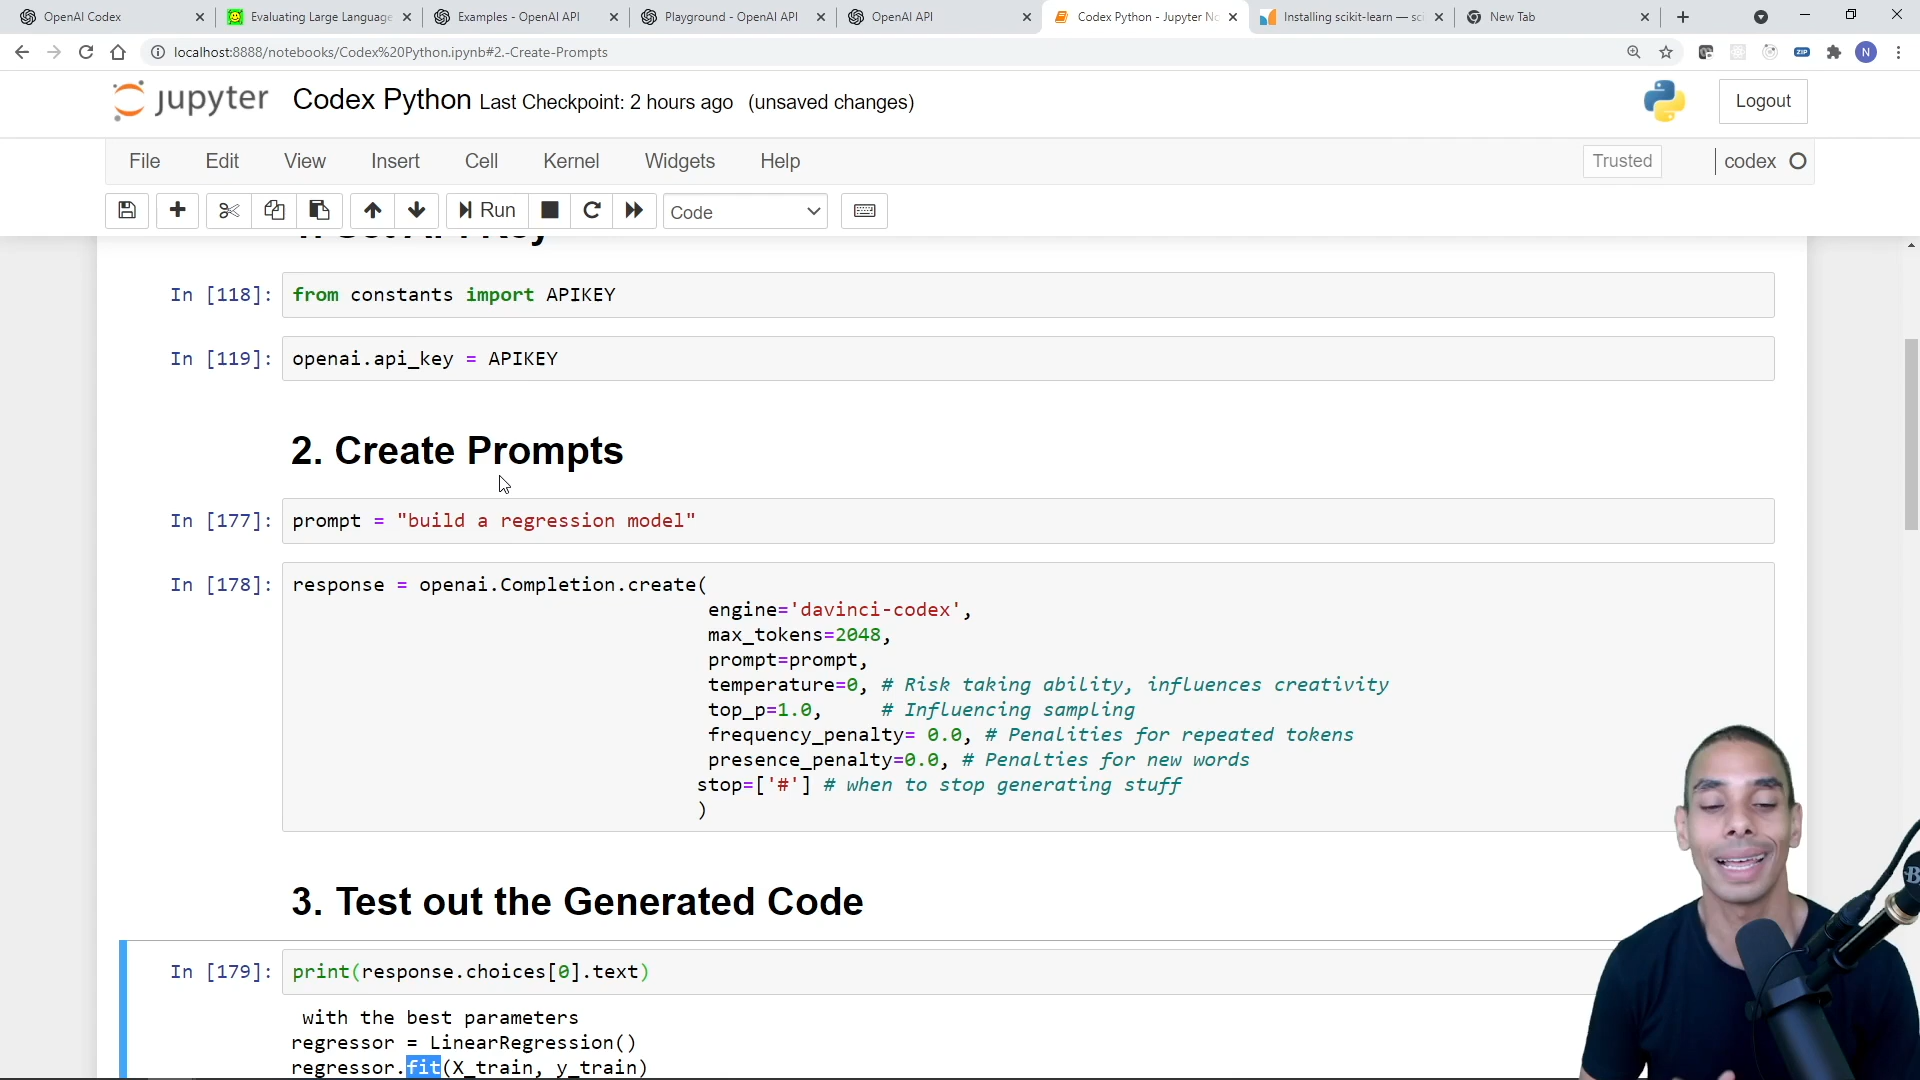 OpenAI Codex
Evaluating Large Language
Examples - OpenAI API
Playground - OpenAI API
OpenAI API
Codex Python - Jupyter No
Installing scikit-learn — sci
New Tab
localhost:8888/notebooks/Codex%20Python.ipynb#2.-Create-Prompts
ZIP
N
jupyter Codex Python Last Checkpoint: 2 hours ago (unsaved changes)
Logout
File Edit View Insert Cell Kernel Widgets Help
Trusted
codex
Run
Code
In [118]: from constants import APIKEY
In [119]: openai.api_key = APIKEY
2. Create Prompts
In [177]: prompt = "build a regression model"
In [178]: response = openai.Completion.create(
engine='davinci-codex',
max_tokens=2048,
prompt=prompt,
temperature=0, # Risk taking ability, influences creativity
top_p=1.0, # Influencing sampling
frequency_penalty= 0.0, # Penalities for repeated tokens
presence_penalty=0.0, # Penalties for new words
stop=['#'] # when to stop generating stuff
)
3. Test out the Generated Code
In [179]: print(response.choices[0].text)
with the best parameters
regressor = LinearRegression()
regressor.fit(X_train, y_train)